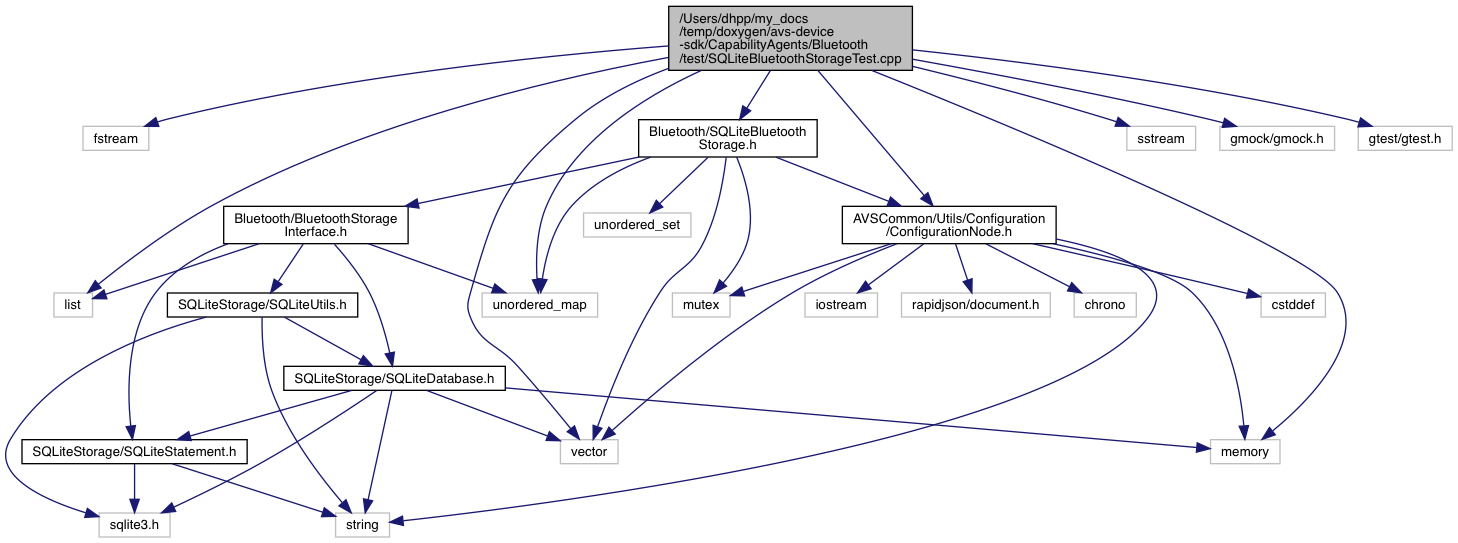 /Users/dhpp/my_docs
/temp/doxygen/avs-device
-sdk/CapabilityAgents/Bluetooth
/test/SQLiteBluetoothStorageTest.cpp
fstream
Bluetooth/SQLiteBluetooth
Storage.h
sstream
gmock/gmock.h
gtest/gtest.h
Bluetooth/BluetoothStorage
Interface.h
unordered_set
AVSCommon/Utils/Configuration
/ConfigurationNode.h
list
SQLiteStorage/SQLiteUtils.h
unordered_map
mutex
iostream
rapidjson/document.h
chrono
cstddef
SQLiteStorage/SQLiteDatabase.h
SQLiteStorage/SQLiteStatement.h
vector
memory
sqlite3.h
string